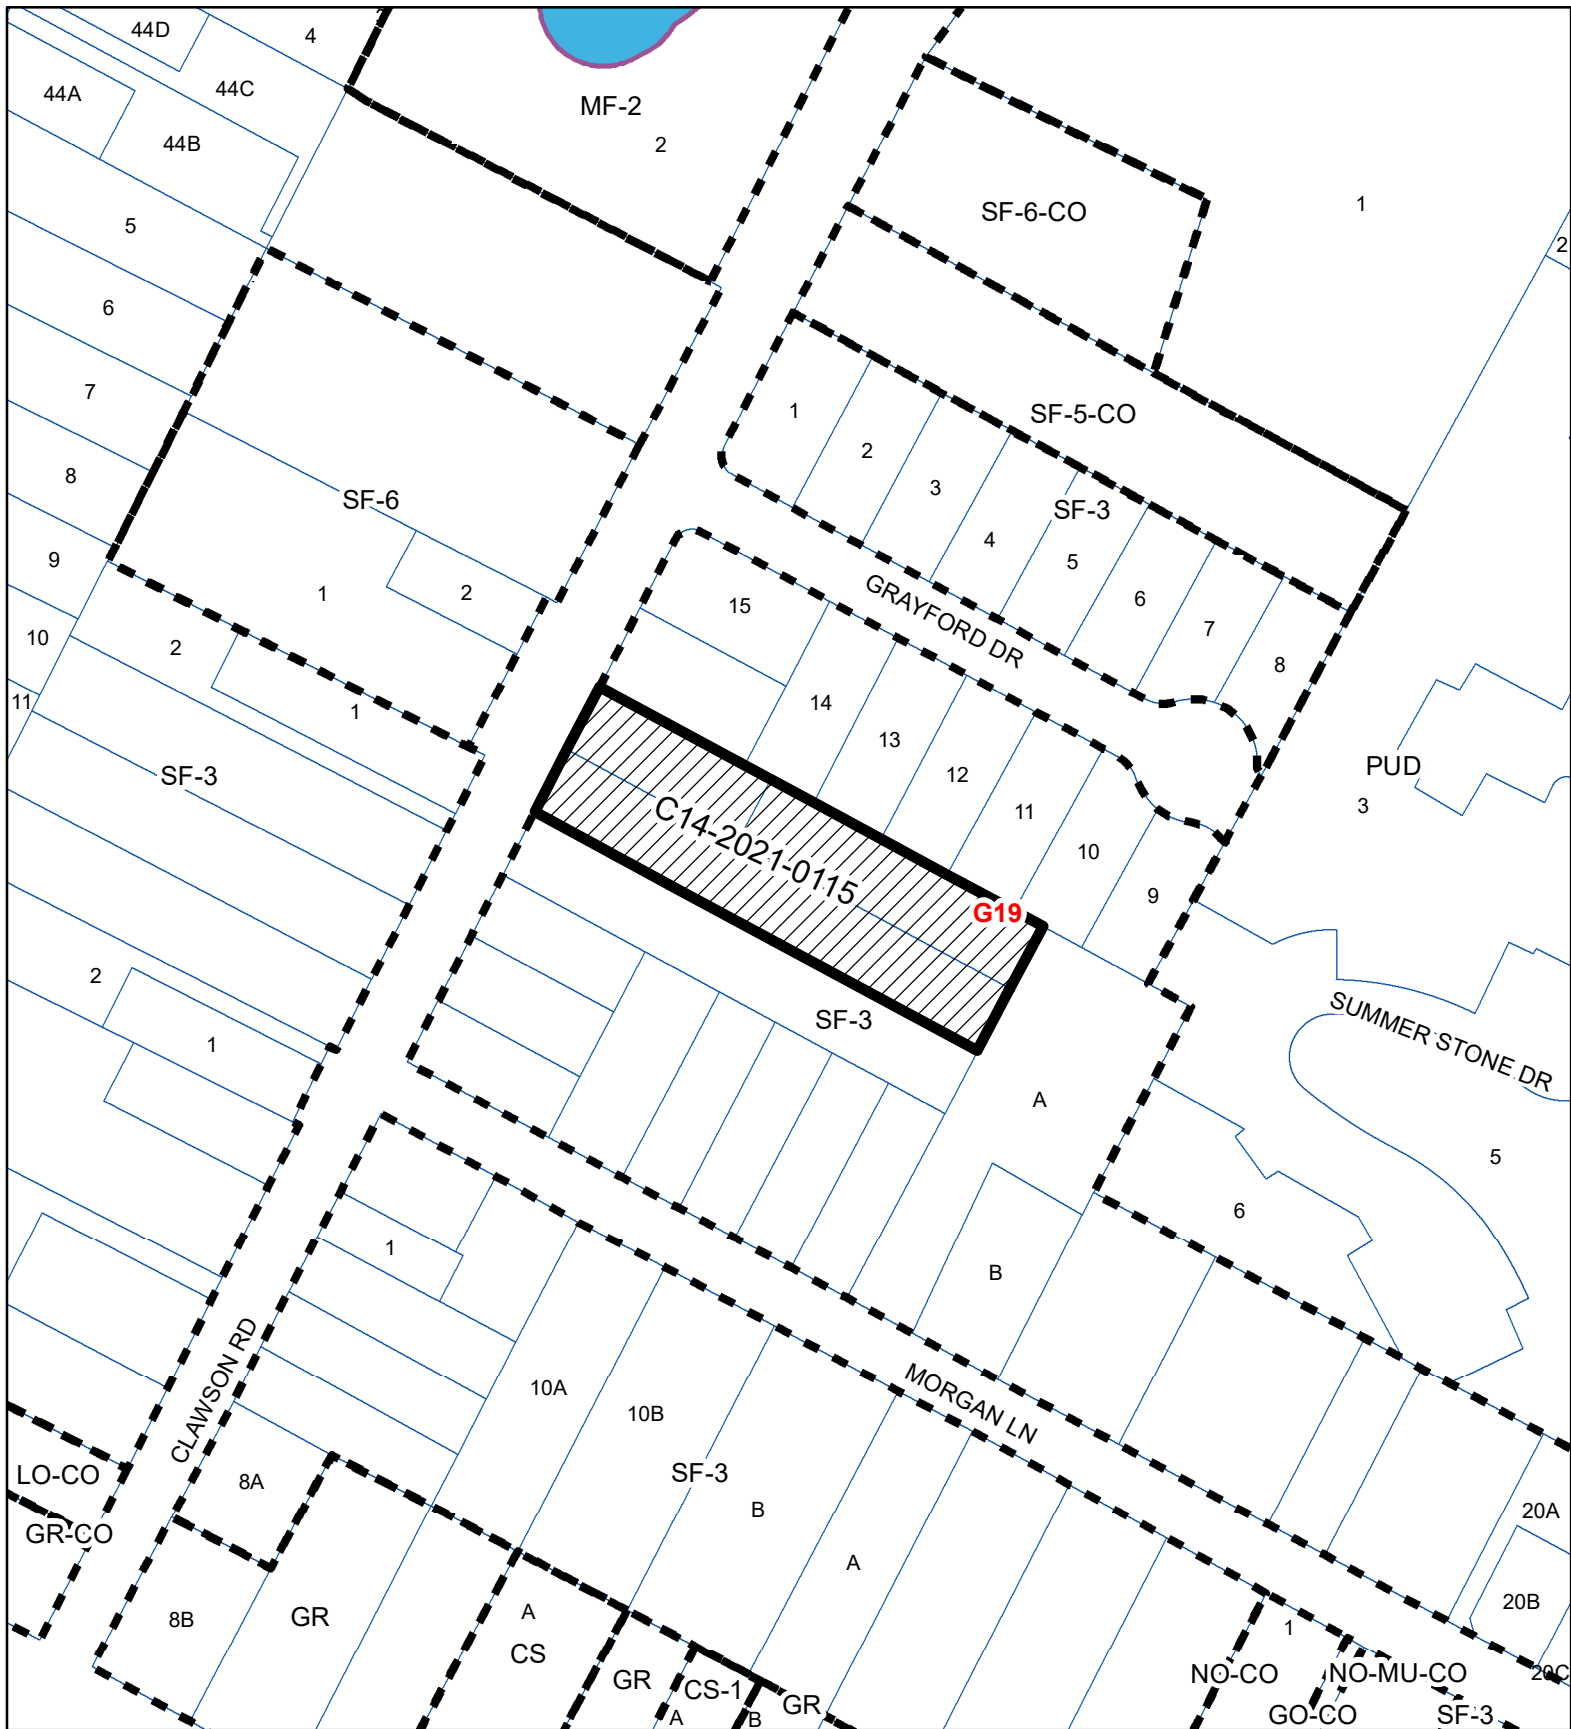 44D
4
44C
44A
MF-2
44B
2
1
SF-6-CO
5
2
6
7
1
SF-5-CO
2
8
3
SF-3
SF-6
4
9
5
2
1
6
GRAYFORD DR
15
7
10
2
8
11
1
14
13
PUD
SF-3
12
3
C14-2021-0115
11
10
9
G19
2
SF-3
SUMMER STONE DR
1
A
5
6
1
B
CLAWSON RD
10A
MORGAN LN
10B
SF-3
LO-CO
8A
B
20A
GR-CO
A
20B
A
8B
GR
1
CS
NO-CO
NO-MU-CO
20C
GR
CS-1
GR
GO-CO
SF-3
A
B